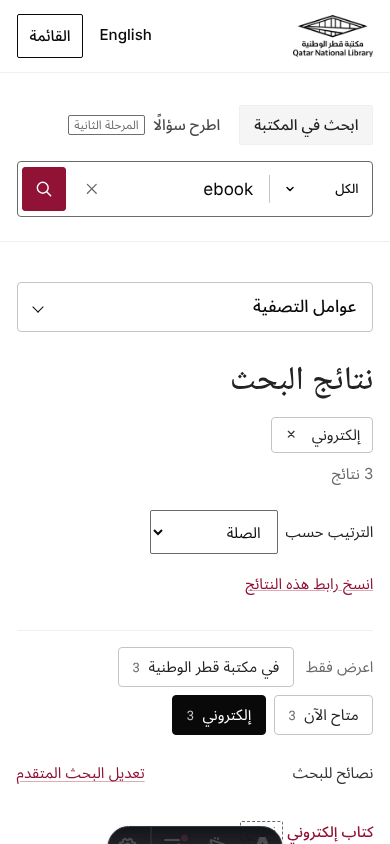 القائمة English مكتبة قطر الوطنية
Qatar National Library
ابحث في المكتبة اطرح سؤالًا المرحلة الثانية
الكل ebook
عوامل التصفية
نتائج البحث
إلكتروني ×
3 نتائج
الترتيب حسب الصلة
انسخ رابط هذه النتائج
اعرض فقط في مكتبة قطر الوطنية 3
متاح الآن 3 إلكتروني 3
نصائح للبحث تعديل البحث المتقدم
كتاب إلكتروني